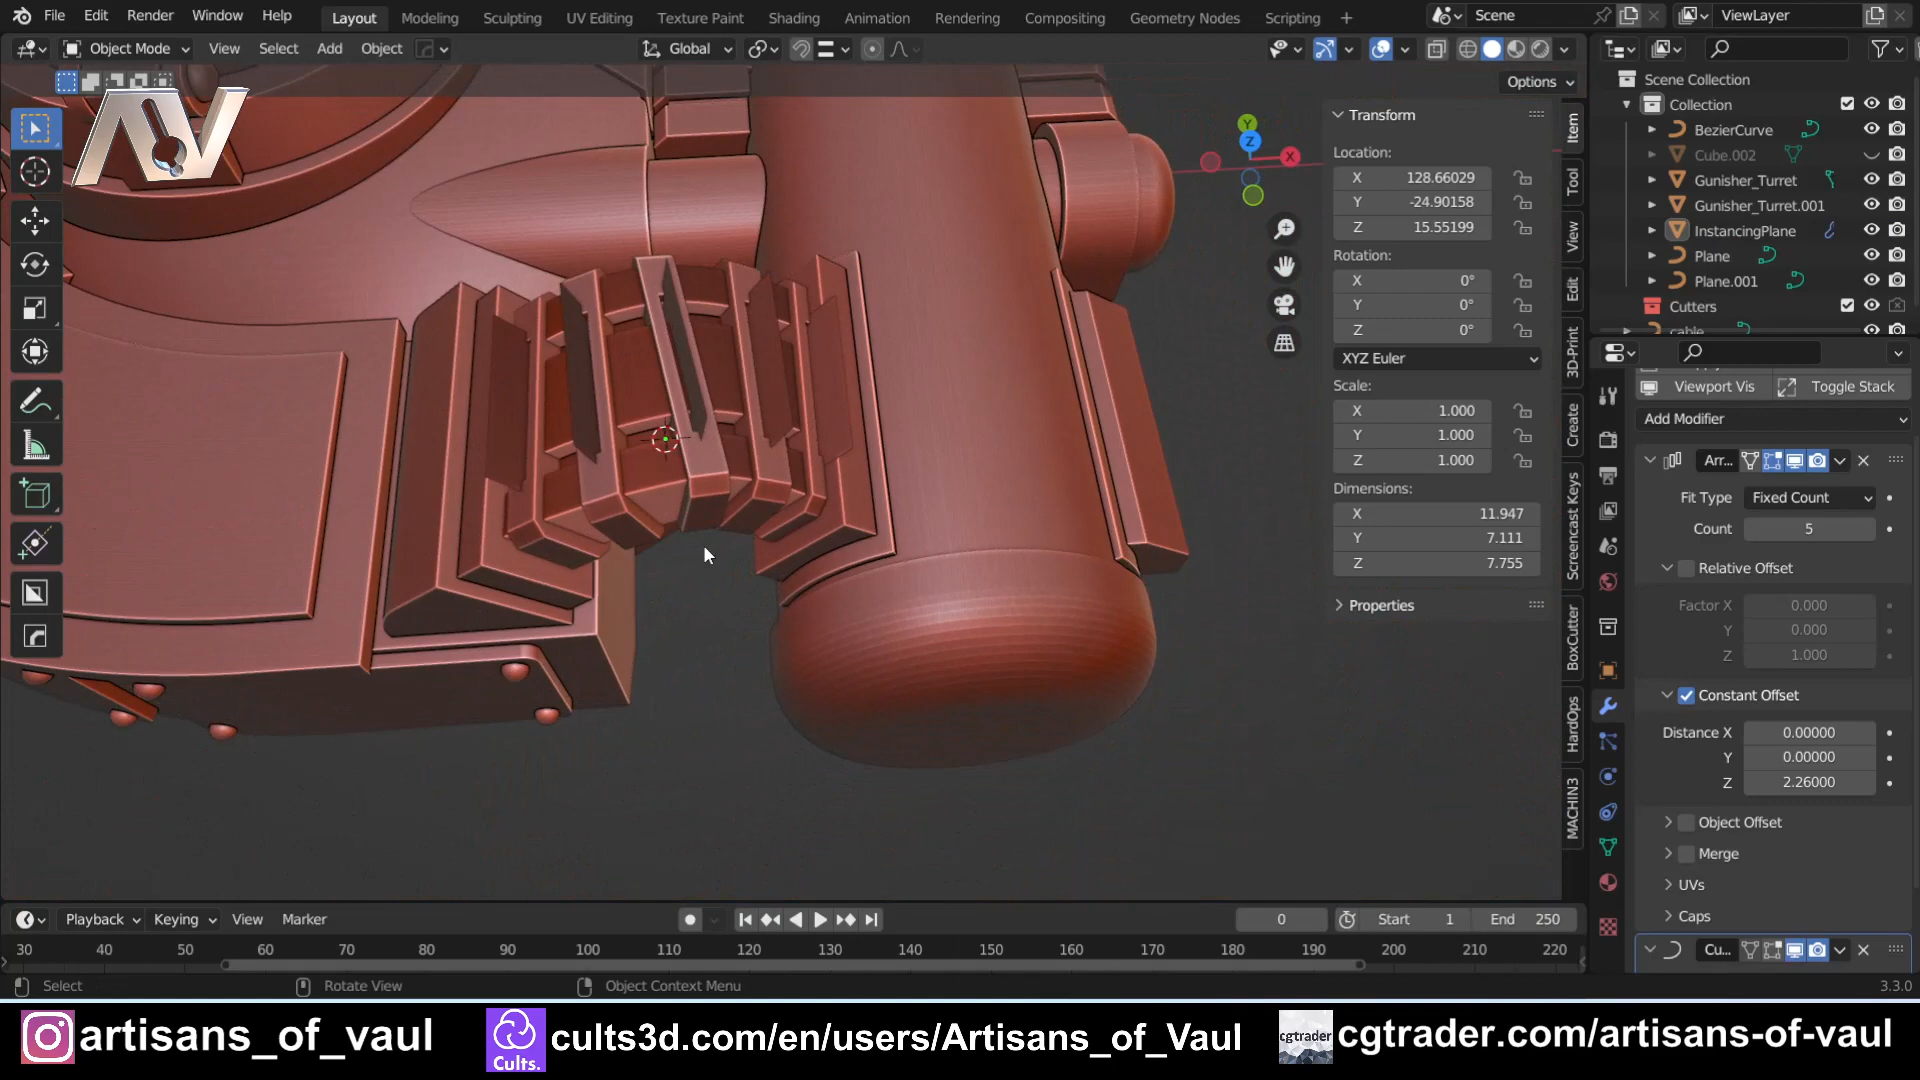 File Edit Render Window Help Layout Modeling Sculpting UV Editing Texture Paint Shading Animation Rendering Compositing Geometry Nodes Scripting Scene ViewLayer
Object Mode View Select Add Object Global
Options
AV
Scene Collection
Collection
BezierCurve
Cube.002
Gunisher_Turret
Gunisher_Turret.001
InstancingPlane
Plane
Plane.001
Cutters
cable
Y
Z
X
Transform
Location:
X 128.66029
Y -24.90158
Z 15.55199
Rotation:
X 0°
Y 0°
Z 0°
XYZ Euler
Scale:
X 1.000
Y 1.000
Z 1.000
Dimensions:
X 11.947
Y 7.111
Z 7.755
Properties
Item
Tool
View
Edit
3D-Print
Create
Screencast Keys
BoxCutter
HardOps
MACHIN3
Viewport Vis Toggle Stack
Add Modifier
Arr...
Fit Type Fixed Count
Count 5
Relative Offset
Factor X 0.000
Y 0.000
Z 1.000
Constant Offset
Distance X 0.00000
Y 0.00000
Z 2.26000
Object Offset
Merge
UVs
Caps
Cu...
Playback Keying View Marker 0 Start 1 End 250
30 40 50 60 70 80 90 100 110 120 130 140 150 160 170 180 190 200 210 220
Select Rotate View Object Context Menu 3.3.0
artisans_of_vaul
Cults.
cults3d.com/en/users/Artisans_of_Vaul
cgtrader
cgtrader.com/artisans-of-vaul